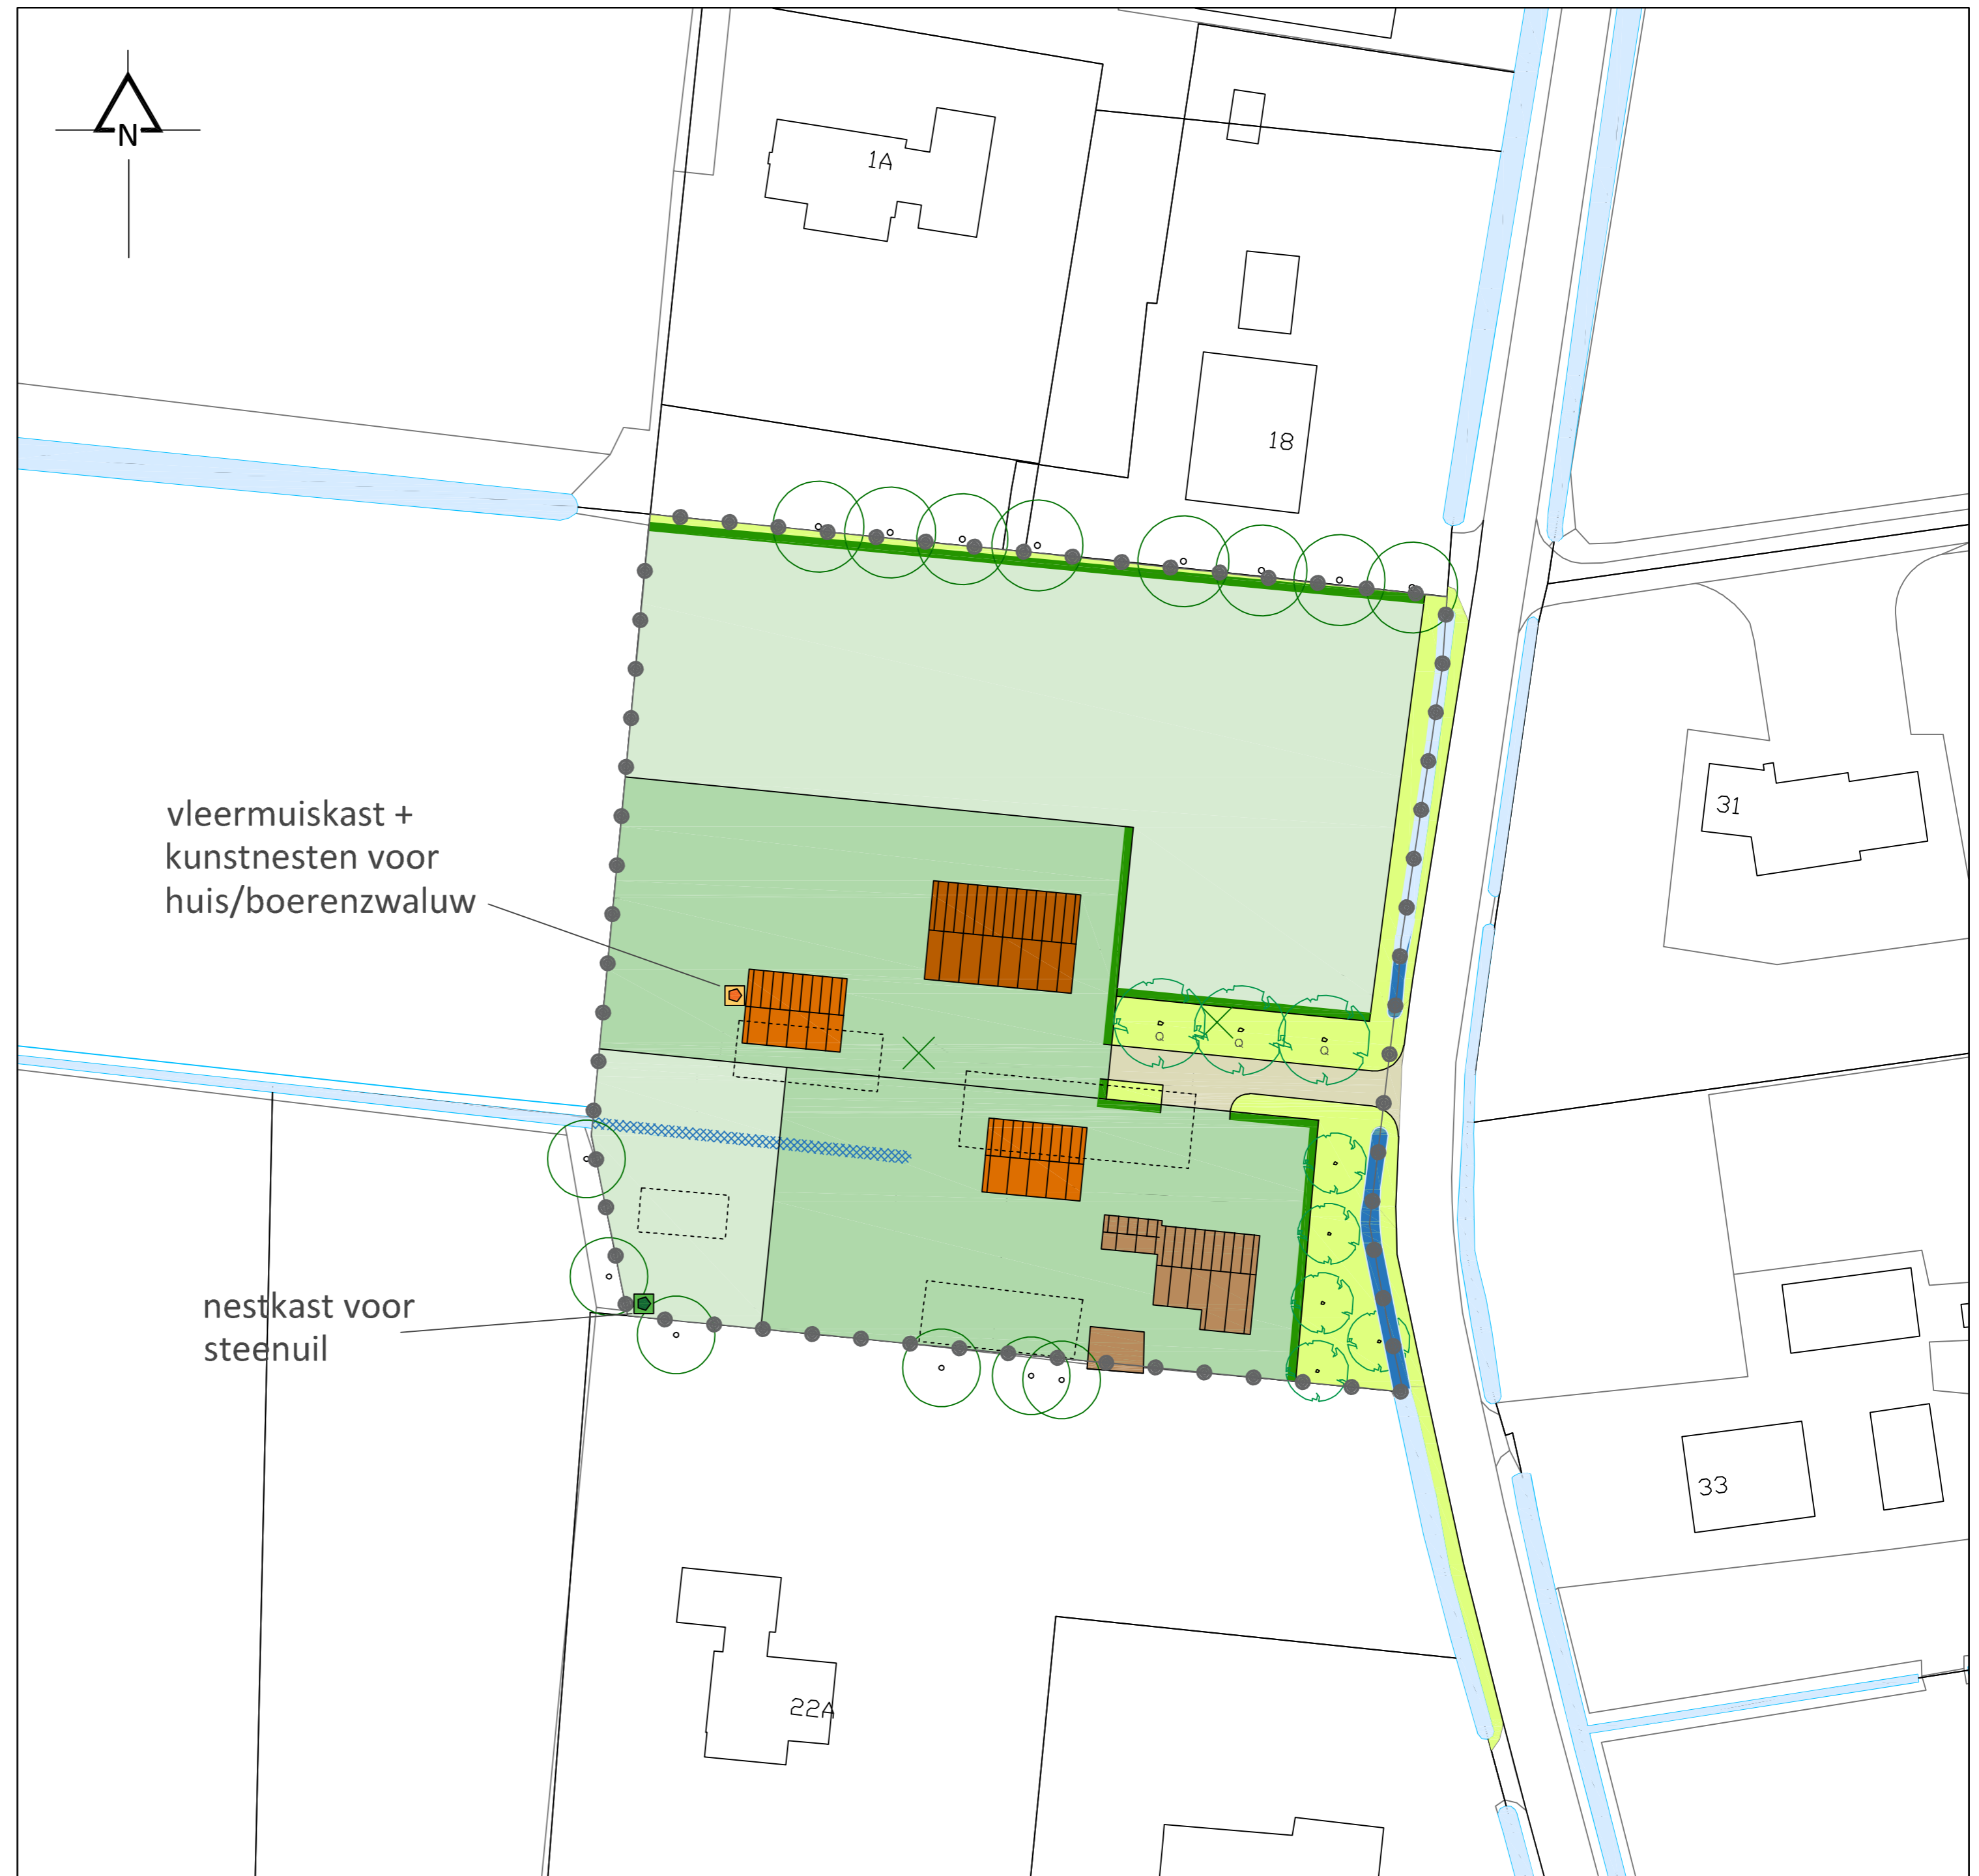 N
1A
18
vleermuiskast +
kunstnesten voor
huis/boerenzwaluw
31
Q
Q
Q
nestkast voor
steenuil
33
22A